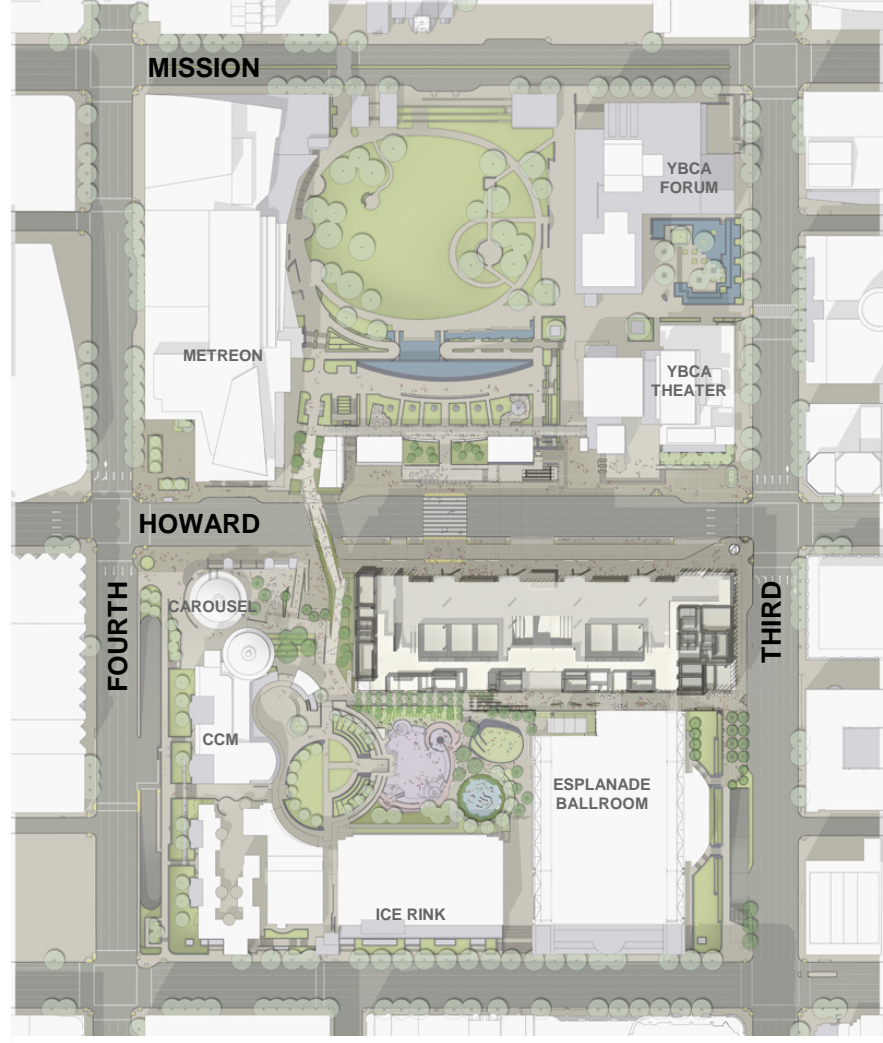 MISSION
YBCA
FORUM
METREON
YBCA
THEATER
HOWARD
FOURTH
CAROUSEL
THIRD
CCM
ESPLANADE
BALLROOM
ICE RINK